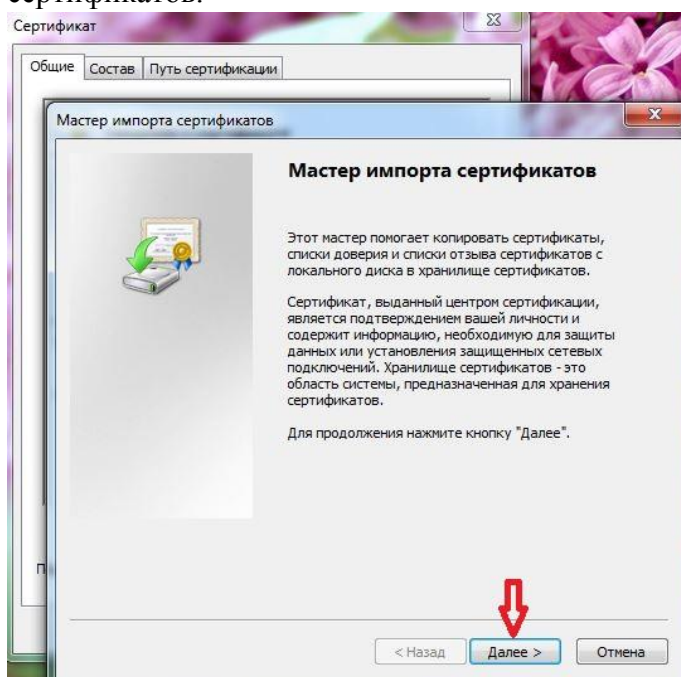 сертификатов.
Сертификат
Общие Состав Путь сертификации
Мастер импорта сертификатов
Мастер импорта сертификатов
Этот мастер помогает копировать сертификаты,
списки доверия и списки отзыва сертификатов с
локального диска в хранилище сертификатов.
Сертификат, выданный центром сертификации,
является подтверждением вашей личности и
содержит информацию, необходимую для защиты
данных или установления защищенных сетевых
подключений. Хранилище сертификатов - это
область системы, предназначенная для хранения
сертификатов.
Для продолжения нажмите кнопку "Далее".
< Назад Далее > Отмена